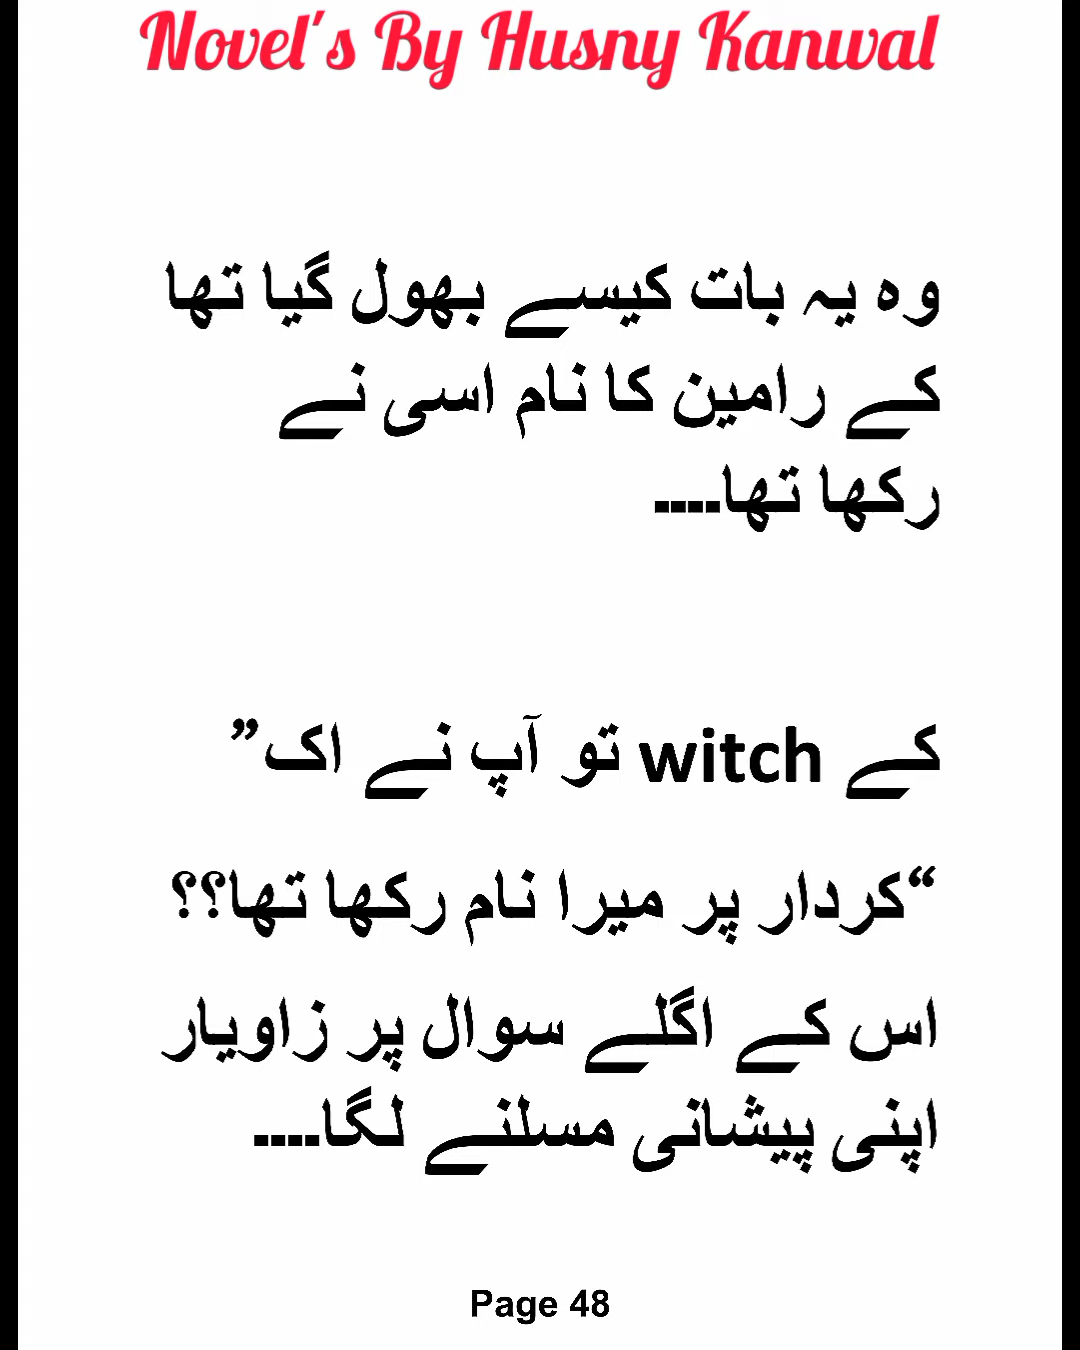 Novel's By Husny Kanwal
وہ یہ بات کیسے بھول گیا تھا
کے رامین کا نام اسی نے
رکھا تھا....
کے witch تو آپ نے اک”
“کردار پر میرا نام رکھا تھا؟؟
اس کے اگلے سوال پر زاویار
اپنی پیشانی مسلنے لگا....
Page 48